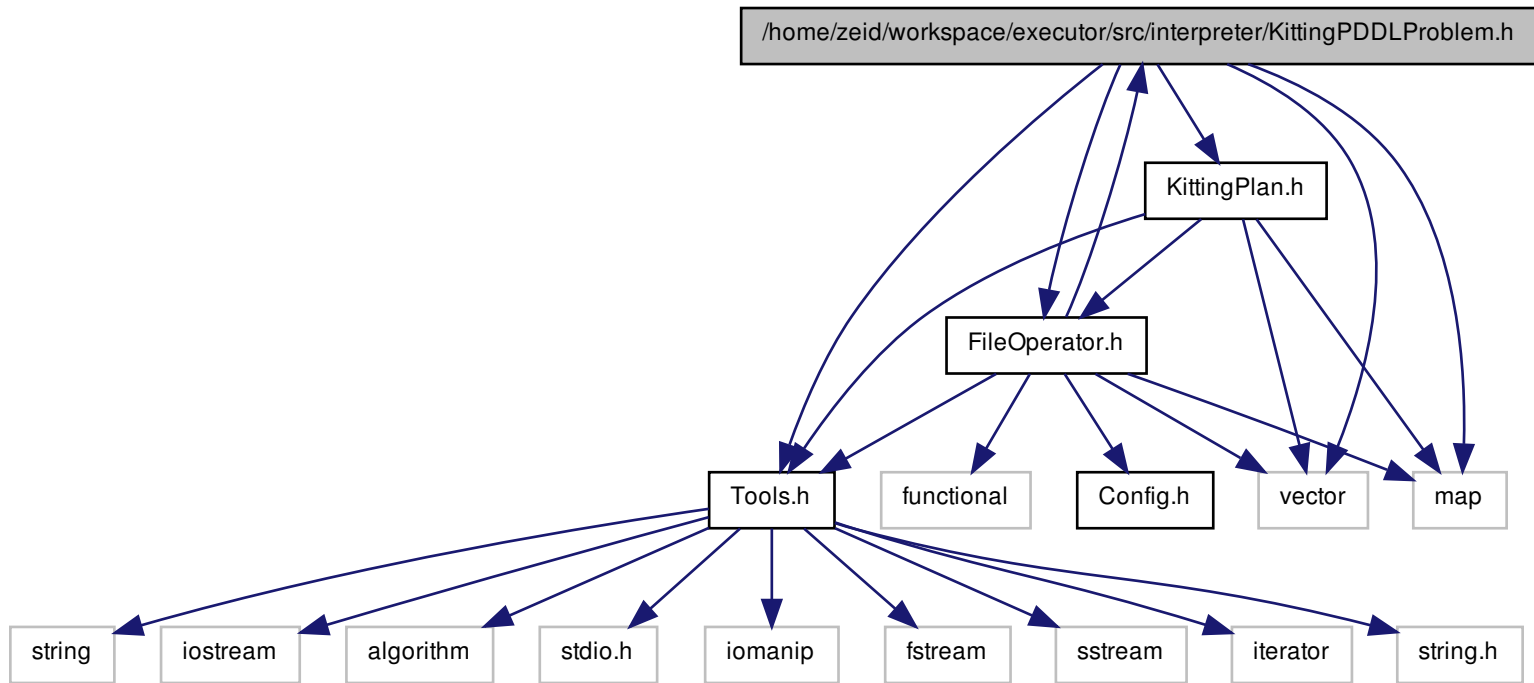 /home/zeid/workspace/executor/src/interpreter/KittingPDDLProblem.h
KittingPlan.h
FileOperator.h
Tools.h
functional
Config.h
vector
map
string
iostream
algorithm
stdio.h
iomanip
fstream
sstream
iterator
string.h